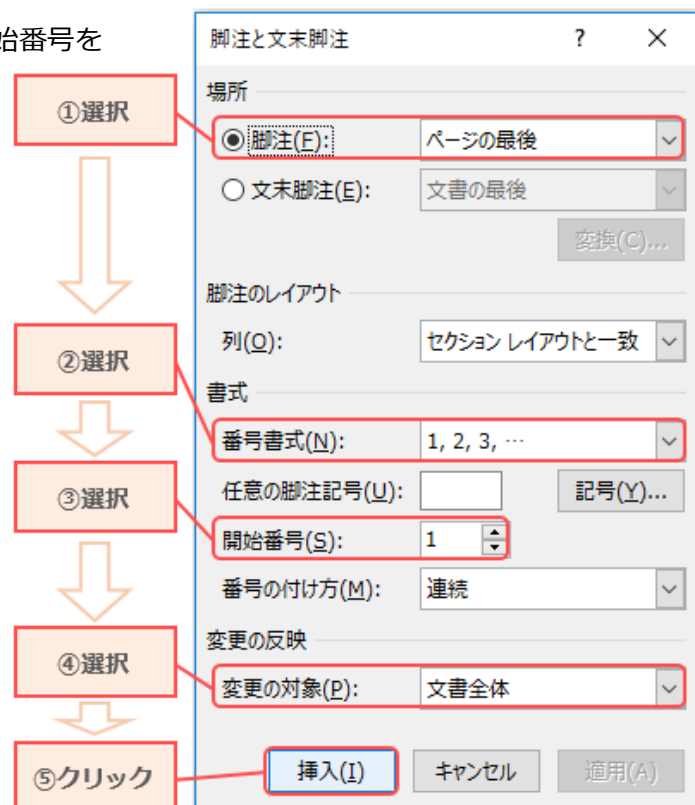 始番号を
脚注と文末脚注 ? ×
場所
①選択
脚注(F): ページの最後
文末脚注(E): 文書の最後
変換(C)...
脚注のレイアウト
列(O): セクション レイアウトと一致
②選択
書式
番号書式(N): 1, 2, 3, …
任意の脚注記号(U): 記号(Y)...
③選択
開始番号(S): 1
番号の付け方(M): 連続
変更の反映
④選択
変更の対象(P): 文書全体
⑤クリック
挿入(I) キャンセル 適用(A)